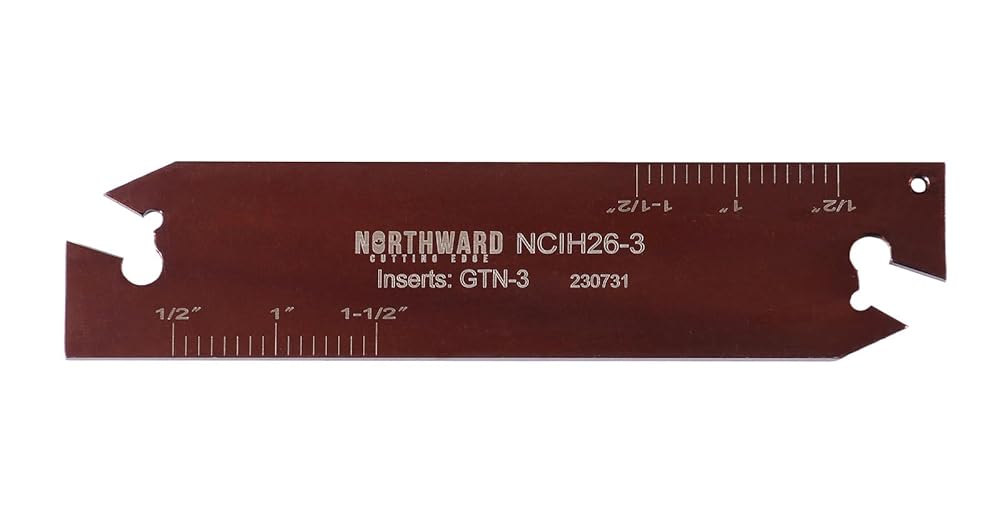 1-1/2″ 1″ 1/2″
NORTHWARD NCIH26-3
CUTTING EDGE
Inserts: GTN-3 230731
1/2″ 1″ 1-1/2″